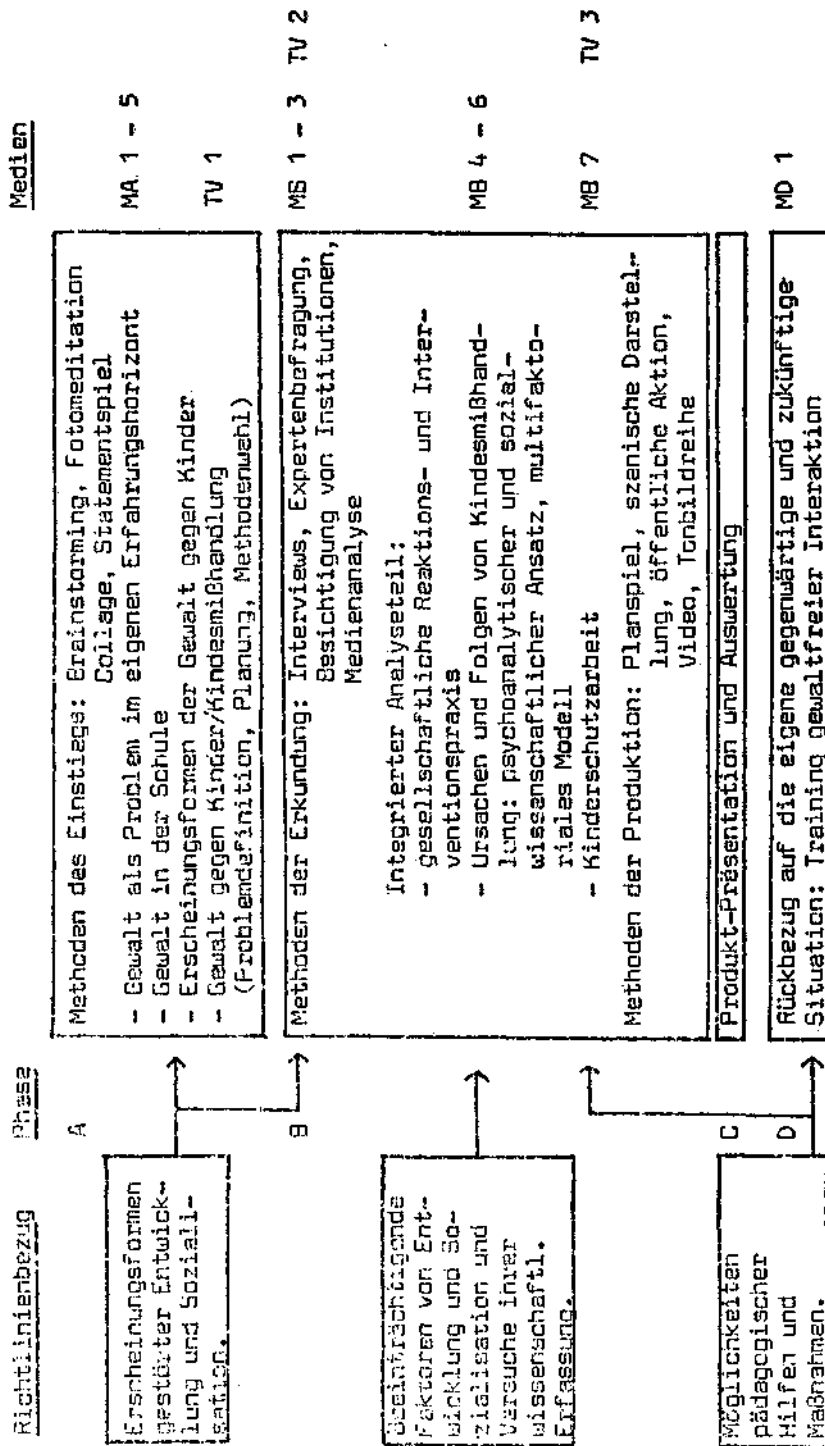 Richtlinienbezug
Phase
Medien
Erscheinungsformen
gestörter Entwick-
lung und Soziali-
sation.
A
Methoden des Einstiegs: Brainstorming, Fotomeditation
Collage, Statementspiel
- Gewalt als Problem im eigenen Erfahrungshorizont
- Gewalt in der Schule
- Erscheinungsformen der Gewalt gegen Kinder
- Gewalt gegen Kinder/Kindesmißhandlung
(Problemdefinition, Planung, Methodenwahl)
MA 1 - 5
TV 1
B
Methoden der Erkundung: Interviews, Expertenbefragung,
Besichtigung von Institutionen,
Medienanalyse
MS 1 - 3 TV 2
Beeinträchtigende
Faktoren von Ent-
wicklung und So-
zialisation und
Versuche ihrer
wissenschaftl.
Erfassung.
Integrierter Analyseteil:
- gesellschaftliche Reaktions- und Inter-
ventionspraxis
- Ursachen und Folgen von Kindesmißhand-
lung: psychoanalytischer und sozial-
wissenschaftlicher Ansatz, multifakto-
riales Modell
- Kinderschutzarbeit
MB 4 - 6
Methoden der Produktion: Planspiel, szenische Darstel-
lung, öffentliche Aktion,
Video, Tonbildreihe
MB 7 TV 3
Möglichkeiten
pädagogischer
Hilfen und
Maßnahmen.
C
Produkt-Präsentation und Auswertung
D
Rückbezug auf die eigene gegenwärtige und zukünftige
Situation: Training gewaltfreier Interaktion
MD 1